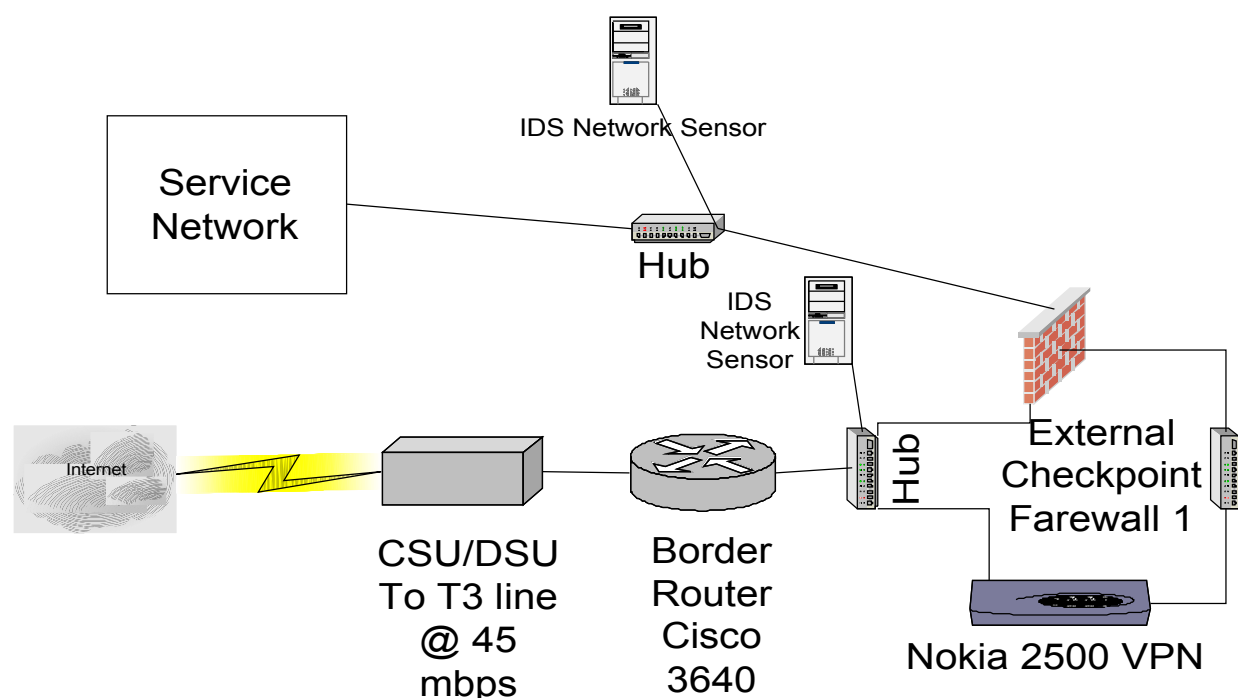 IDS Network Sensor
Service
Network
Hub
IDS
Network
Sensor
Internet
Hub
External
Checkpoint
Farewall 1
CSU/DSU
To T3 line
@ 45
mbps
Border
Router
Cisco
3640
Nokia 2500 VPN